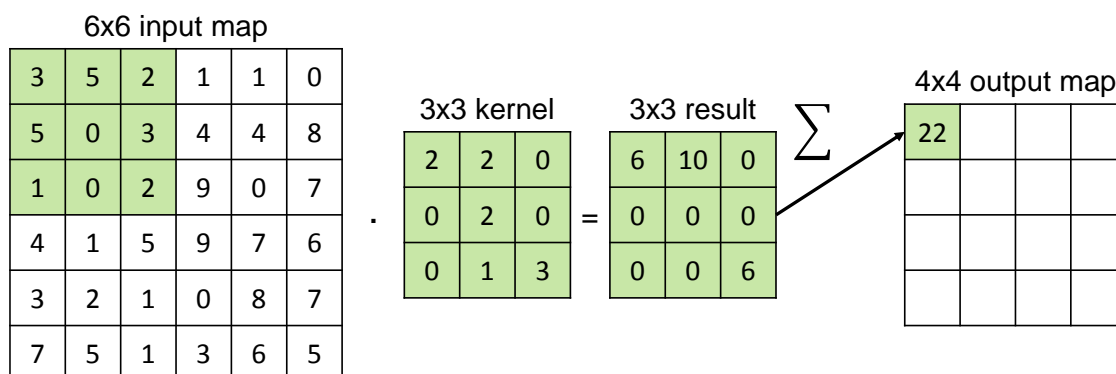 6x6 input map
3 5 2 1 1 0
5 0 3 4 4 8
1 0 2 9 0 7
4 1 5 9 7 6
3 2 1 0 8 7
7 5 1 3 6 5
·
3x3 kernel
2 2 0
0 2 0
0 1 3
=
3x3 result
6 10 0
0 0 0
0 0 6
∑
4x4 output map
22